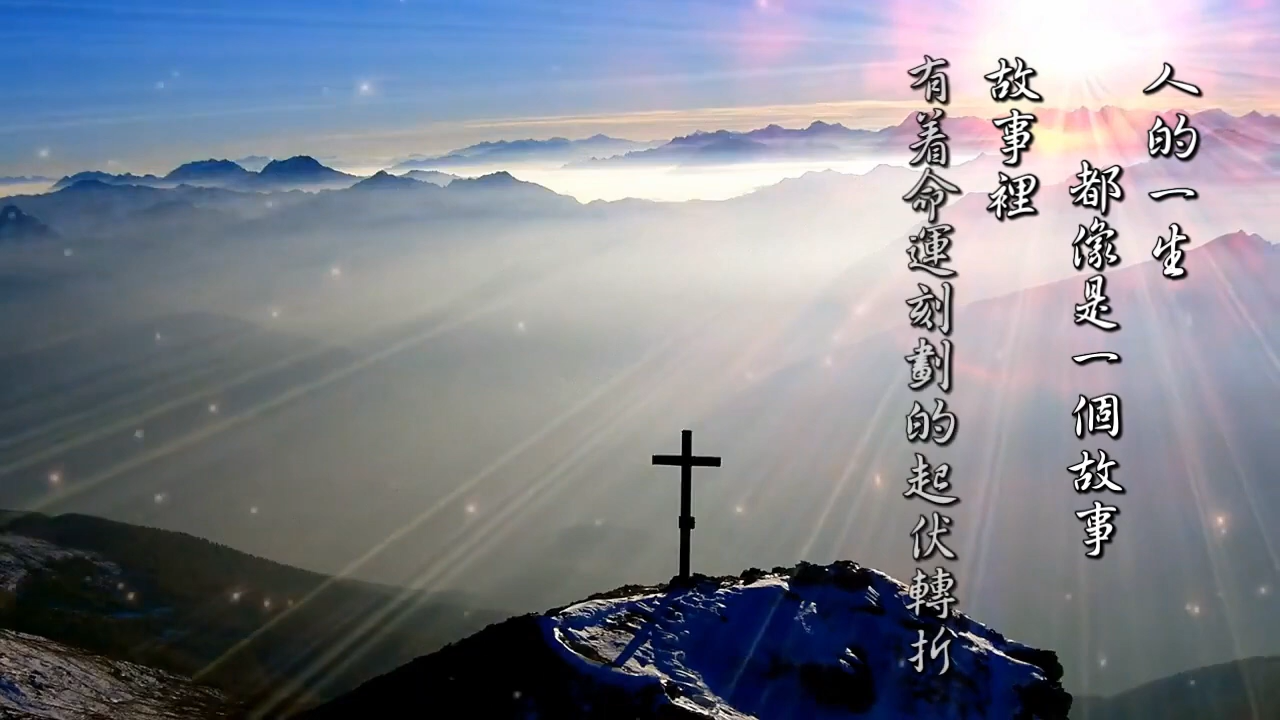 人的一生
都像是一個故事
故事裡
有着命運刻劃的起伏轉折